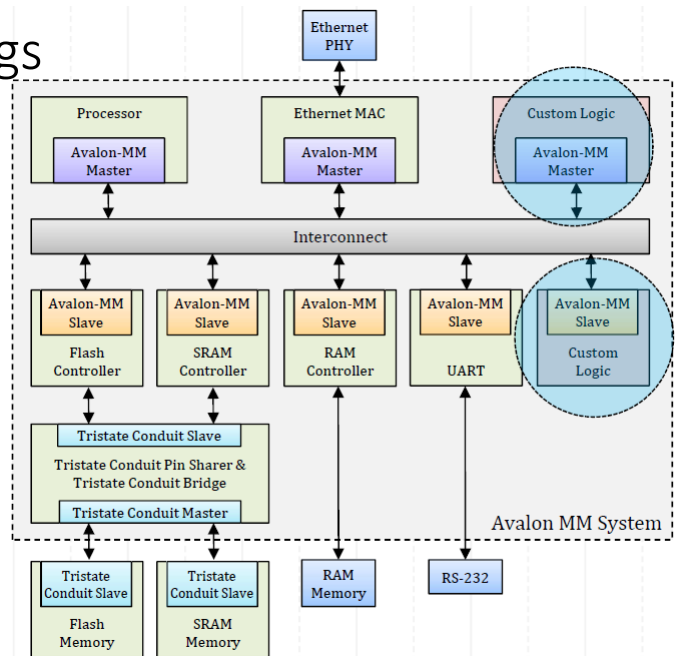 Ethernet
PHY
gs
Processor
Avalon-MM
Master
Ethernet MAC
Avalon-MM
Master
Custom Logic
Avalon-MM
Master
Interconnect
Avalon-MM
Slave
Flash
Controller
Avalon-MM
Slave
SRAM
Controller
Avalon-MM
Slave
RAM
Controller
Avalon-MM
Slave
UART
Avalon-MM
Slave
Custom
Logic
Tristate Conduit Slave
Tristate Conduit Pin Sharer &
Tristate Conduit Bridge
Tristate Conduit Master
Avalon MM System
Tristate
Conduit Slave
Flash
Memory
Tristate
Conduit Slave
SRAM
Memory
RAM
Memory
RS-232